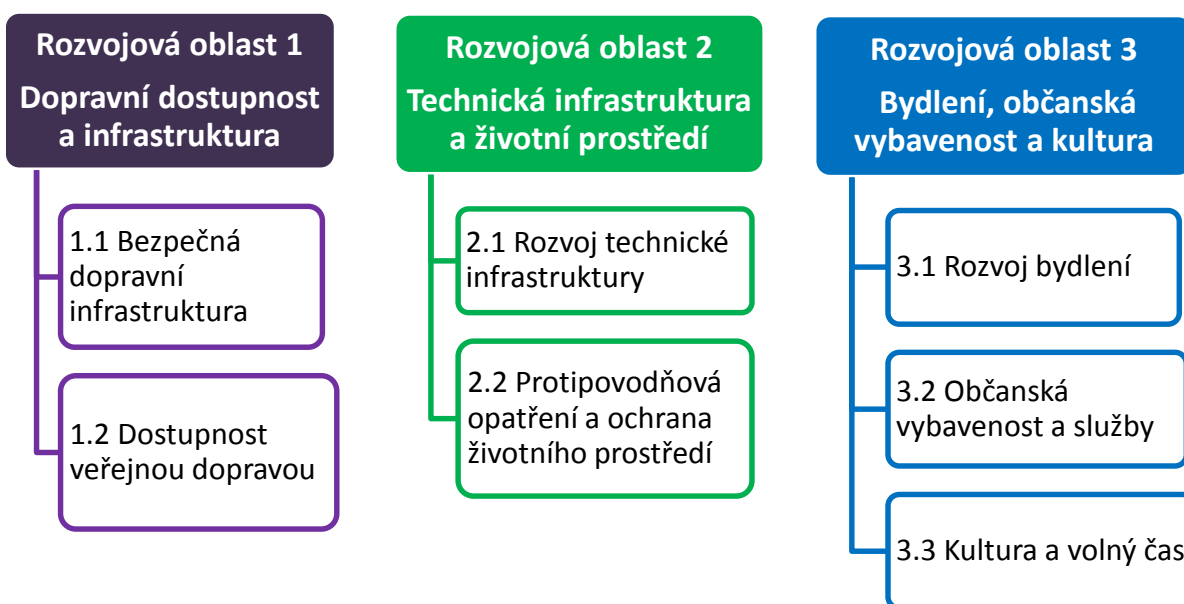 Rozvojová oblast 1
Dopravní dostupnost
a infrastruktura
1.1 Bezpečná
dopravní
infrastruktura
1.2 Dostupnost
veřejnou dopravou
Rozvojová oblast 2
Technická infrastruktura
a životní prostředí
2.1 Rozvoj technické
infrastruktury
2.2 Protipovodňová
opatření a ochrana
životního prostředí
Rozvojová oblast 3
Bydlení, občanská
vybavenost a kultura
3.1 Rozvoj bydlení
3.2 Občanská
vybavenost a služby
3.3 Kultura a volný čas